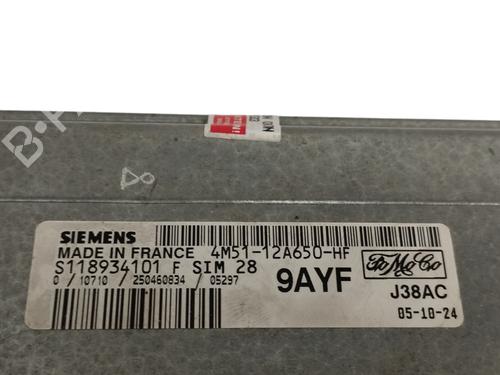 SIEMENS
MADE IN FRANCE 4M51-12A650-HF
S118934101 F SIM 28
0 / 10710 / 250460834 / 05297
9AYF
FoMoCo
J38AC
05-10-24